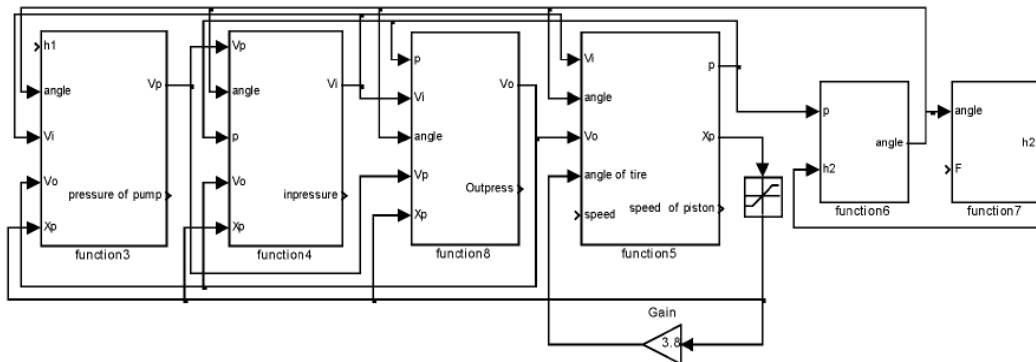 h1
angle
Vi
Vo
Xp
Vp
pressure of pump
function3
Vp
angle
p
Vo
Xp
Vi
inpressure
function4
p
Vi
angle
Vp
Xp
Vo
Outpress
function8
Vi
angle
Vo
angle of tire
speed
p
Xp
speed of piston
function5
Gain
3.8
p
h2
angle
function6
angle
F
h2
function7